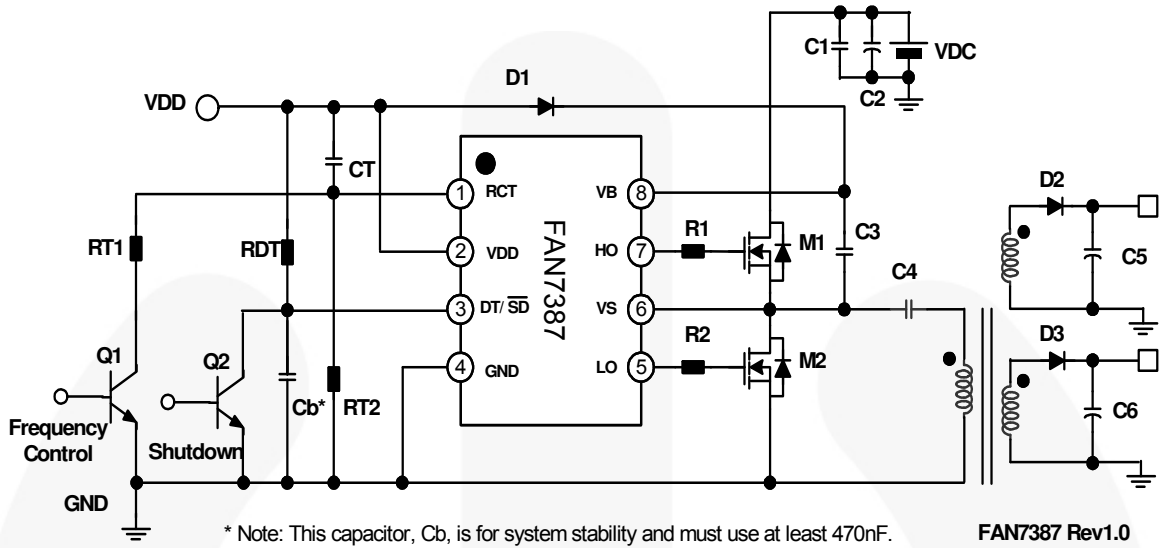 C1
VDC
C2
D1
VDD
CT
1
RCT
VB
8
D2
RT1
RDT
2
VDD
FAN7387
HO
7
R1
M1
C3
C5
C4
3
DT/ SD
VS
6
Q1
Q2
R2
D3
4
GND
LO
5
M2
Cb*
RT2
C6
Frequency
Control
Shutdown
GND
* Note: This capacitor, Cb, is for system stability and must use at least 470nF.
FAN7387 Rev1.0